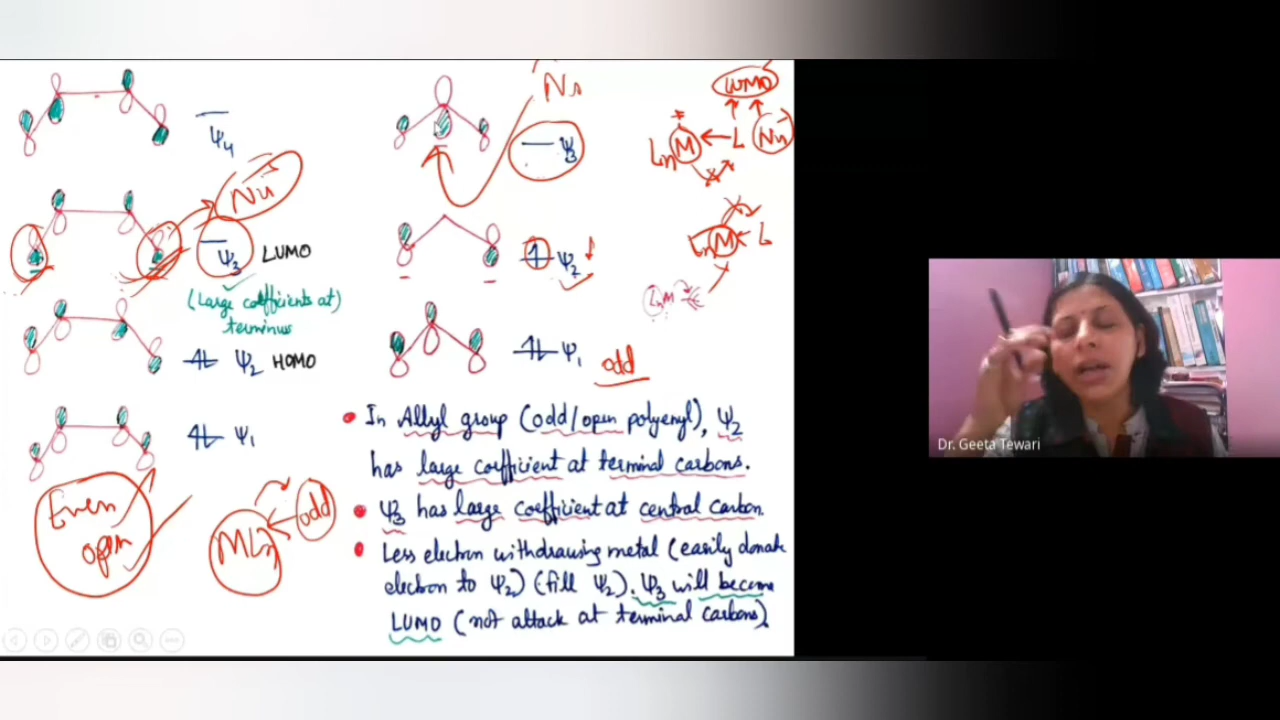 Ψ4
Nu
Ψ3 LUMO
(Large coefficients at)
terminus
Ψ2 HOMO
Ψ1
Even
open
MLn
odd
Nu
Ψ3
Ψ2
Ψ1
odd
LUMO
LnM ← L Nu
LnM ← L
LnM
• In Allyl group (odd/open polyenyl), Ψ2
has large coefficient at terminal carbons.
• Ψ3 has large coefficient at central carbon
• Less electron withdrawing metal (easily donate
electron to Ψ2) (fill Ψ2). Ψ3 will become
LUMO (not attack at terminal carbons)
Dr. Geeta Tewari